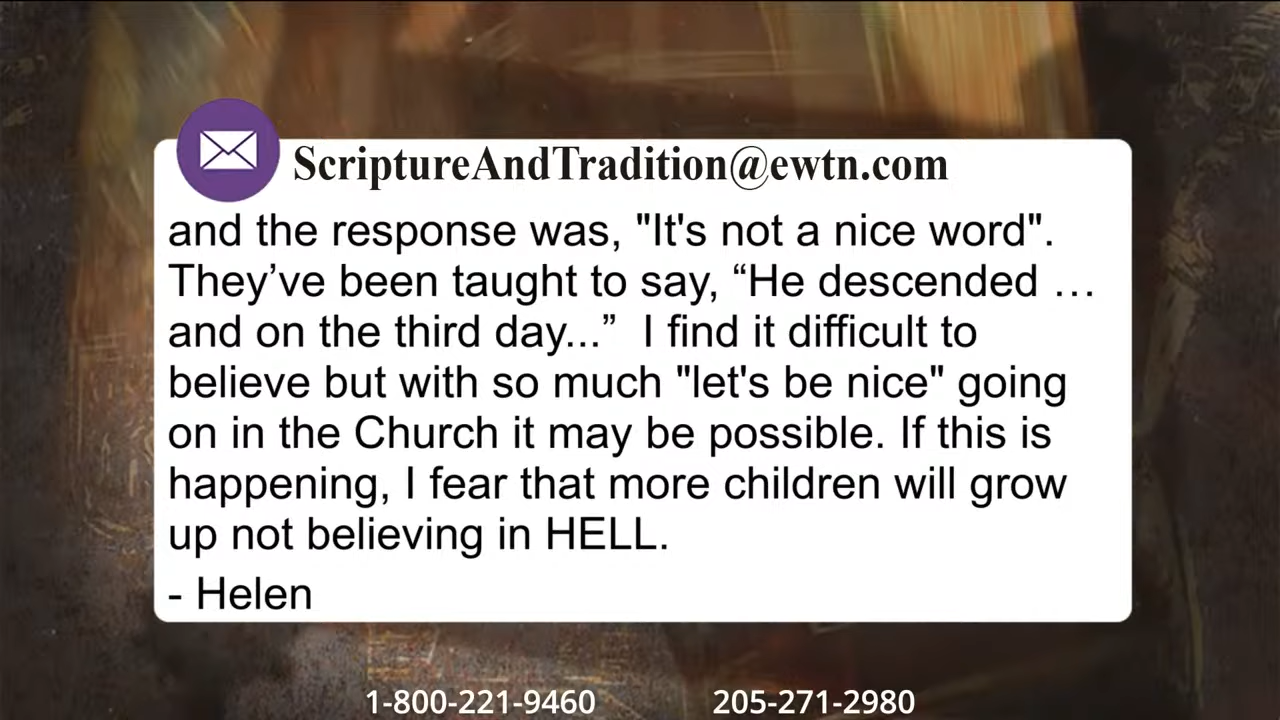 ScriptureAndTradition@ewtn.com
and the response was, "It's not a nice word".
They’ve been taught to say, “He descended …
and on the third day...”  I find it difficult to
believe but with so much "let's be nice" going
on in the Church it may be possible. If this is
happening, I fear that more children will grow
up not believing in HELL.
- Helen
1-800-221-9460 205-271-2980